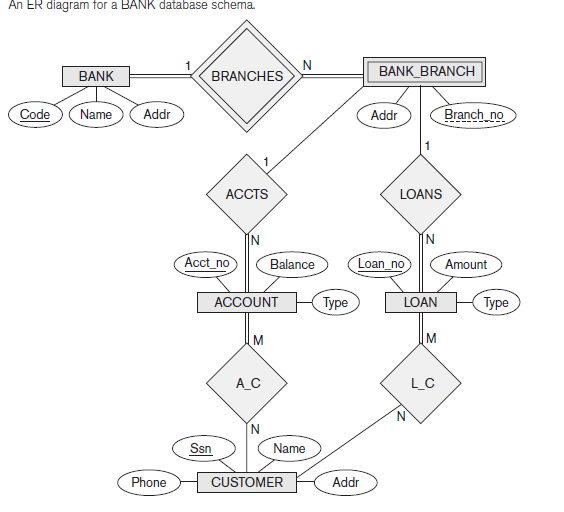 An ER diagram for a BANK database schema.
1
N
BANK
BRANCHES
BANK_BRANCH
Code
Name
Addr
Addr
Branch_no
1
1
ACCTS
LOANS
N
N
Acct_no
Balance
Loan_no
Amount
ACCOUNT
Type
LOAN
Type
M
M
A_C
L_C
N
N
Ssn
Name
Phone
CUSTOMER
Addr